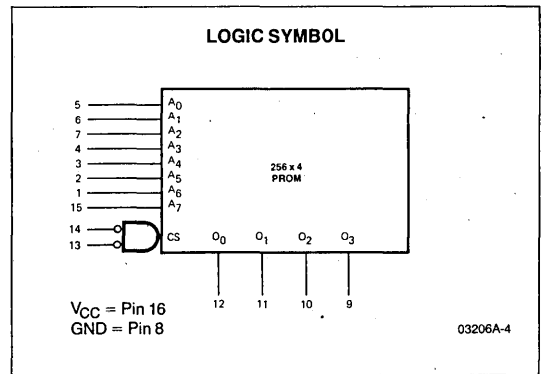 LOGIC SYMBOL
5 A0
6 A1
7 A2
4 A3
3 A4
2 A5
1 A6
15 A7
256 x 4
PROM
14
13
CS O0 O1 O2 O3
12 11 10 9
VCC = Pin 16
GND = Pin 8
03206A-4